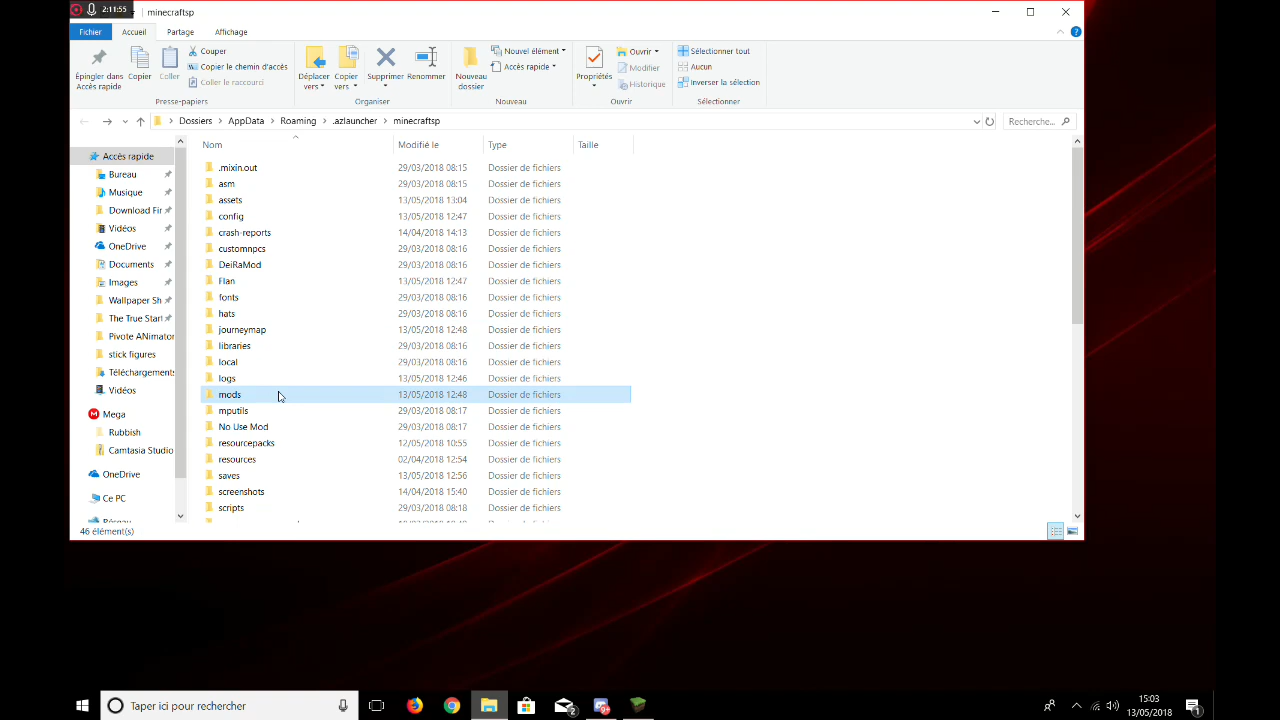 2:11:55
minecraftsp
Fichier Accueil Partage Affichage
Épingler dans Accès rapide
Copier
Coller
Couper
Copier le chemin d'accès
Coller le raccourci
Presse-papiers
Déplacer vers
Copier vers
Supprimer
Renommer
Organiser
Nouveau dossier
Nouvel élément
Accès rapide
Nouveau
Propriétés
Ouvrir
Modifier
Historique
Ouvrir
Sélectionner tout
Aucun
Inverser la sélection
Sélectionner
Dossiers > AppData > Roaming > .azlauncher > minecraftsp
Recherche...
Accès rapide
Bureau
Musique
Download Fir
Vidéos
OneDrive
Documents
Images
Wallpaper Sh
The True Start
Pivote ANimator
stick figures
Téléchargements
Vidéos
Mega
Rubbish
Camtasia Studio
OneDrive
Ce PC
Réseau
Nom Modifié le Type Taille
.mixin.out 29/03/2018 08:15 Dossier de fichiers
asm 29/03/2018 08:15 Dossier de fichiers
assets 13/05/2018 13:04 Dossier de fichiers
config 13/05/2018 12:47 Dossier de fichiers
crash-reports 14/04/2018 14:13 Dossier de fichiers
customnpcs 29/03/2018 08:16 Dossier de fichiers
DeiRaMod 29/03/2018 08:16 Dossier de fichiers
Flan 13/05/2018 12:47 Dossier de fichiers
fonts 29/03/2018 08:16 Dossier de fichiers
hats 29/03/2018 08:16 Dossier de fichiers
journeymap 13/05/2018 12:48 Dossier de fichiers
libraries 29/03/2018 08:16 Dossier de fichiers
local 29/03/2018 08:16 Dossier de fichiers
logs 13/05/2018 12:46 Dossier de fichiers
mods 13/05/2018 12:48 Dossier de fichiers
mputils 29/03/2018 08:17 Dossier de fichiers
No Use Mod 29/03/2018 08:17 Dossier de fichiers
resourcepacks 12/05/2018 10:55 Dossier de fichiers
resources 02/04/2018 12:54 Dossier de fichiers
saves 13/05/2018 12:56 Dossier de fichiers
screenshots 14/04/2018 15:40 Dossier de fichiers
scripts 29/03/2018 08:18 Dossier de fichiers
46 élément(s)
Taper ici pour rechercher
2
9+
15:03
13/05/2018
1